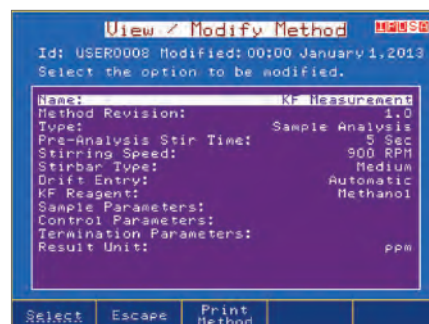 View / Modify Method
Id: USER0008 Modified: 00:00 January 1,2013
Select the option to be modified.
Name: KF Measurement
Method Revision: 1.0
Type: Sample Analysis
Pre-Analysis Stir Time: 5 Sec
Stirring Speed: 900 RPM
Stirbar Type: Medium
Drift Entry: Automatic
KF Reagent: Methanol
Sample Parameters:
Control Parameters:
Termination Parameters:
Result Unit: ppm
Select Escape Print Method